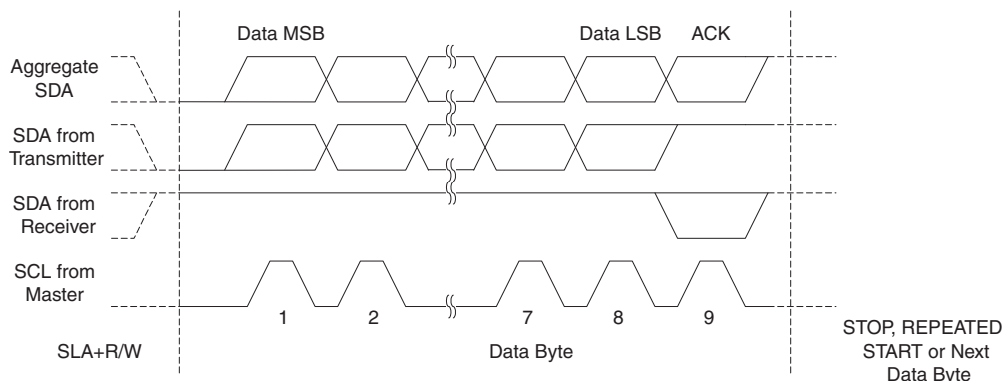 Data MSB
Data LSB
ACK
Aggregate
SDA
SDA from
Transmitter
SDA from
Receiver
SCL from
Master
1
2
7
8
9
SLA+R/W
Data Byte
STOP, REPEATED
START or Next
Data Byte